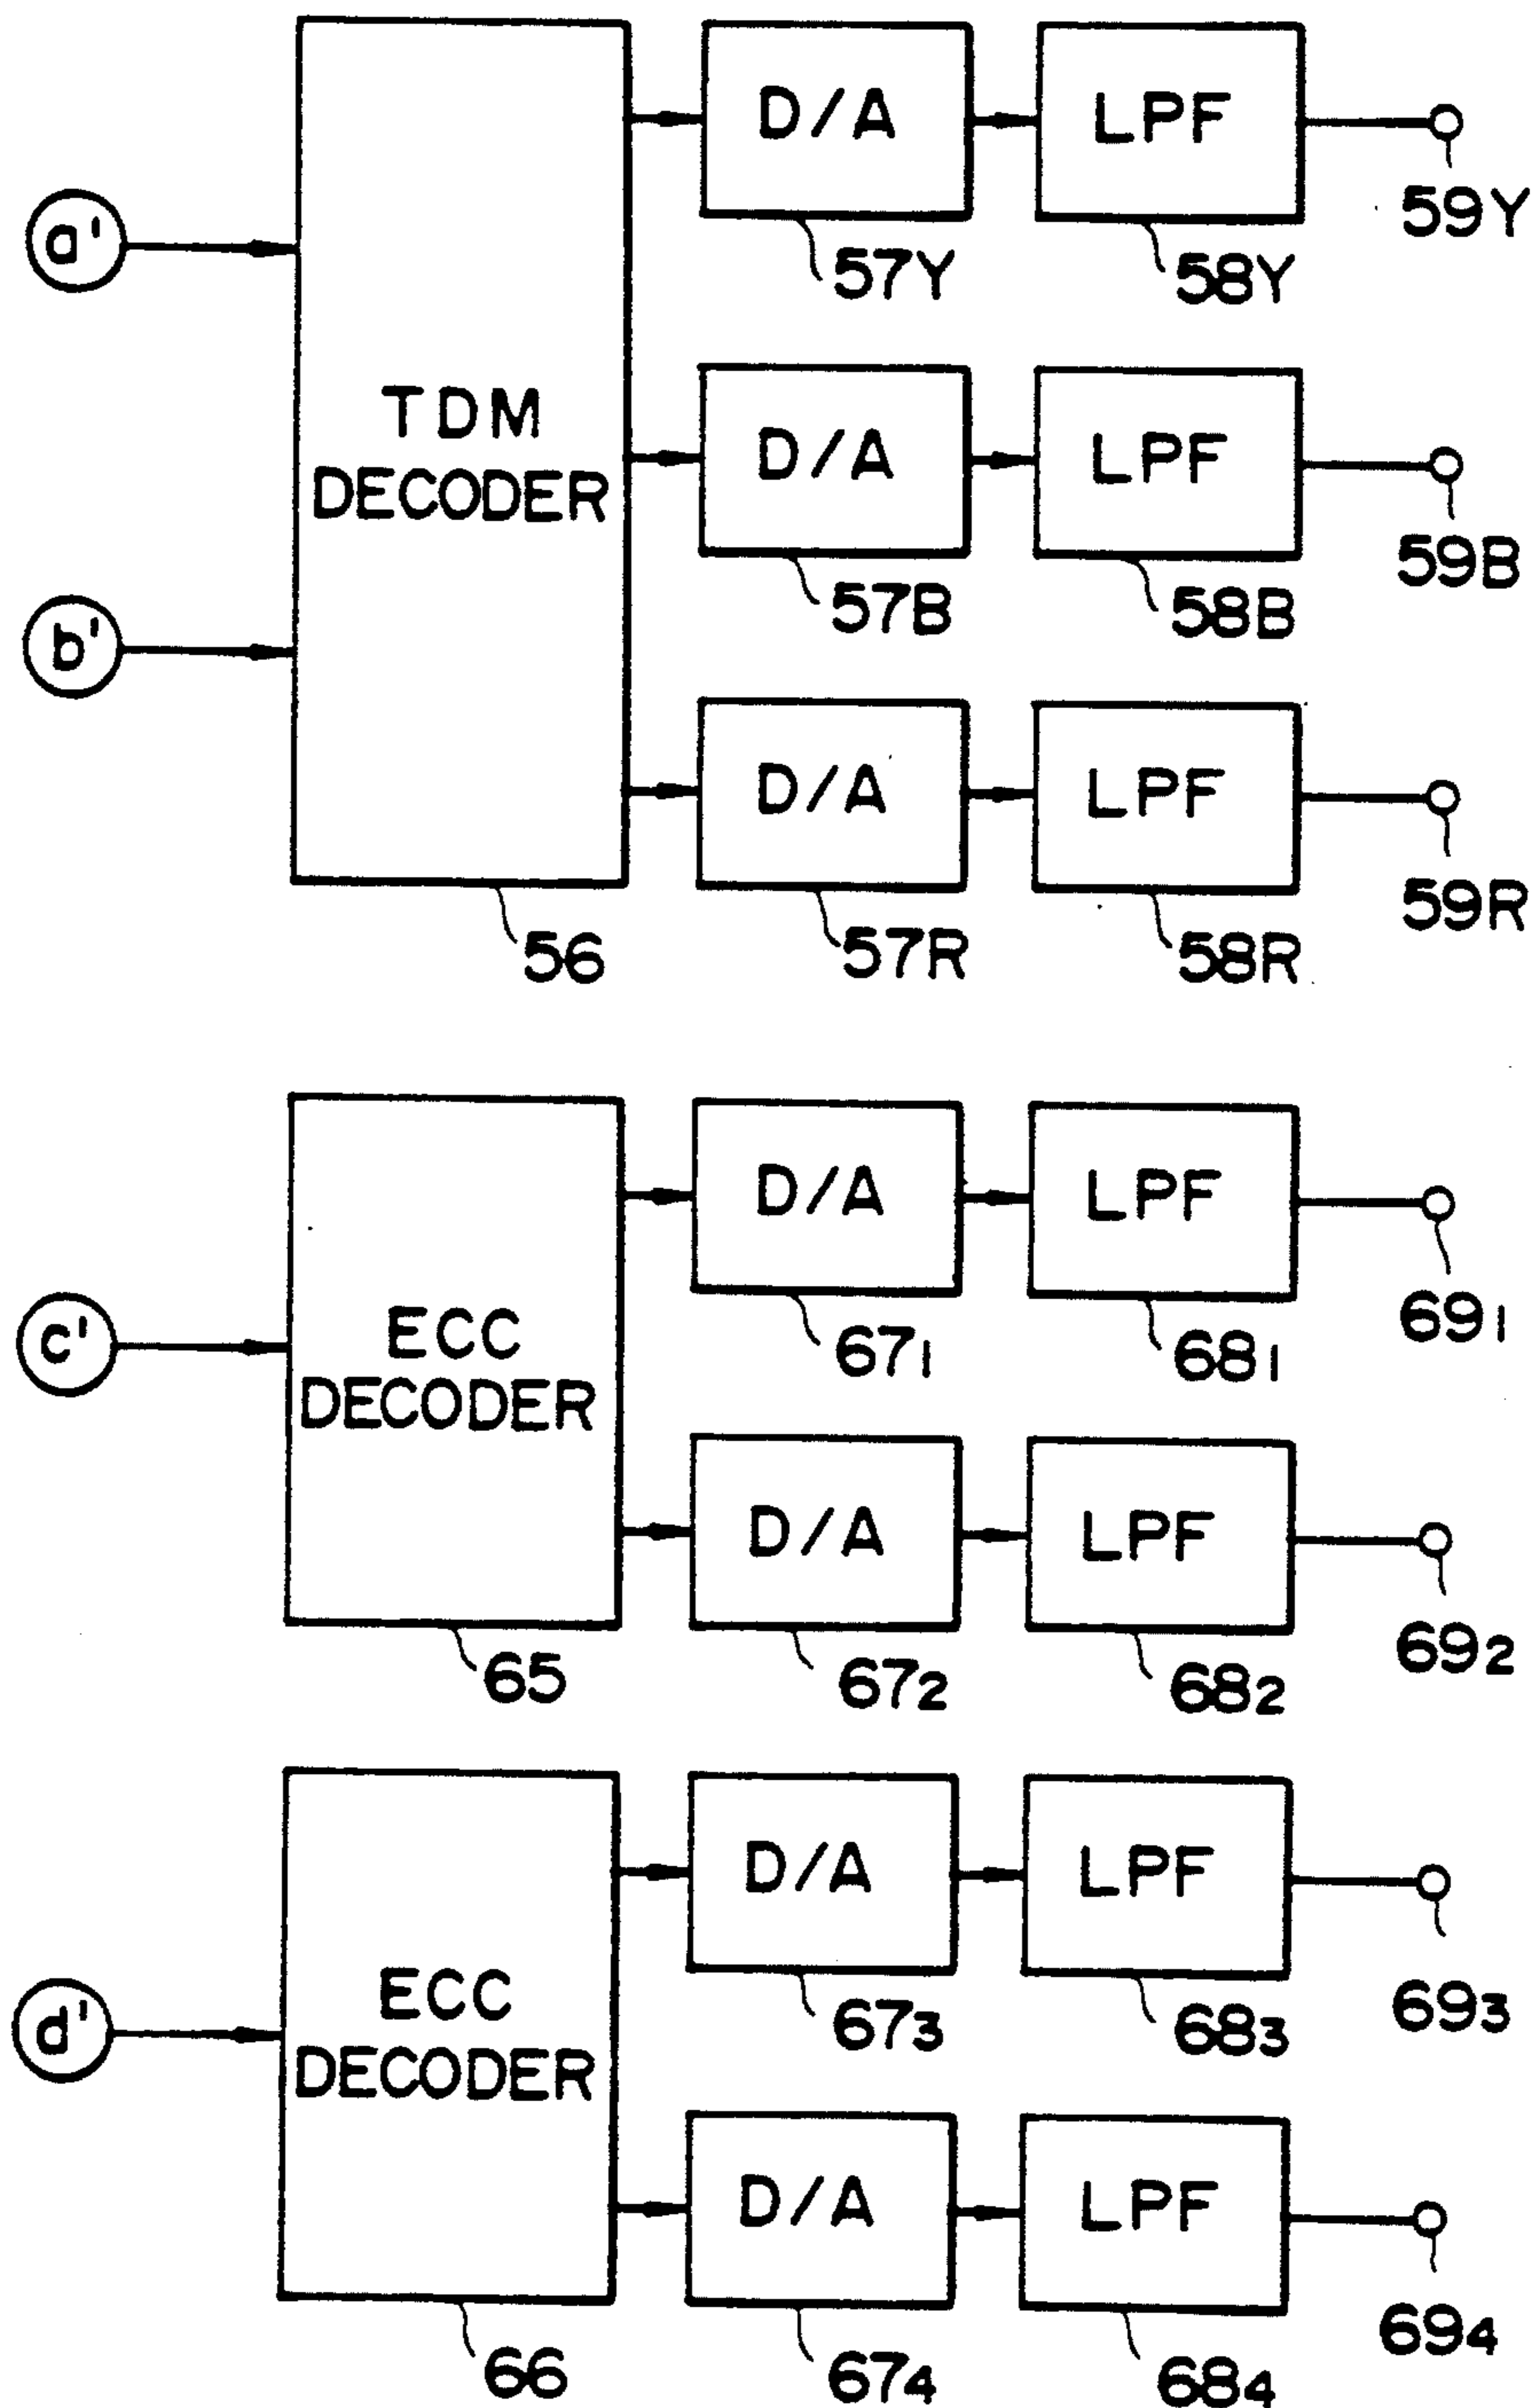 D/A
LPF
59Y
a'
57Y
58Y
TDM
DECODER
D/A
LPF
59B
57B
58B
b'
D/A
LPF
59R
56
57R
58R
D/A
LPF
69₁
c'
ECC
DECODER
67₁
68₁
D/A
LPF
69₂
65
67₂
68₂
D/A
LPF
69₃
d'
ECC
DECODER
67₃
68₃
D/A
LPF
69₄
66
67₄
68₄